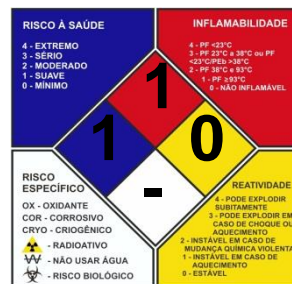 RISCO À SAÚDE
4 - EXTREMO
3 - SÉRIO
2 - MODERADO
1 - SUAVE
0 - MÍNIMO
INFLAMABILIDADE
4 - PF <23°C
3 - PF 23°C a 38°C ou PF
<23°C/PEb >38°C
2 - PF 38°C e 93°C
1 - PF ≥93°C
0 - NÃO INFLAMÁVEL
1
1
0
-
RISCO
ESPECÍFICO
OX - OXIDANTE
COR - CORROSIVO
CRYO - CRIOGÊNICO
- RADIOATIVO
W - NÃO USAR ÁGUA
- RISCO BIOLÓGICO
REATIVIDADE
4 - PODE EXPLODIR
SUBITAMENTE
3 - PODE EXPLODIR EM
CASO DE CHOQUE OU
AQUECIMENTO
2 - INSTÁVEL EM CASO DE
MUDANÇA QUÍMICA VIOLENTA
1 - INSTÁVEL EM CASO DE
AQUECIMENTO
0 - ESTÁVEL